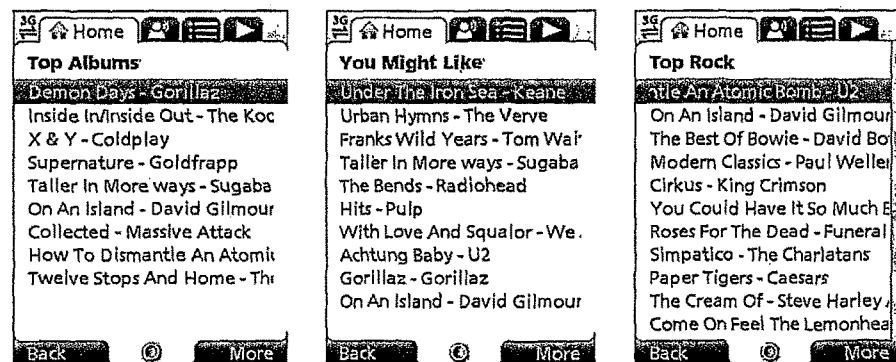 3G Home
Top Albums
Demon Days - Gorillaz
Inside In/Inside Out - The Koo
X & Y - Coldplay
Supernature - Goldfrapp
Taller In More ways - Sugaba
On An Island - David Gilmour
Collected - Massive Attack
How To Dismantle An Atomi
Twelve Stops And Home - The
Back More
3G Home
You Might Like
Under The Iron Sea - Keane
Urban Hymns - The Verve
Franks Wild Years - Tom Wai
Taller In More ways - Sugaba
The Bends - Radiohead
Hits - Pulp
With Love And Squalor - We
Achtung Baby - U2
Gorillaz - Gorillaz
On An Island - David Gilmour
Back More
3G Home
Top Rock
ntle An Atomic Bomb - U2
On An Island - David Gilmour
The Best Of Bowie - David Bo
Modern Classics - Paul Weller
Cirkus - King Crimson
You Could Have It So Much B
Roses For The Dead - Funeral
Simpatico - The Charlatans
Paper Tigers - Caesars
The Cream Of - Steve Harley
Come On Feel The Lemonhea
Back More